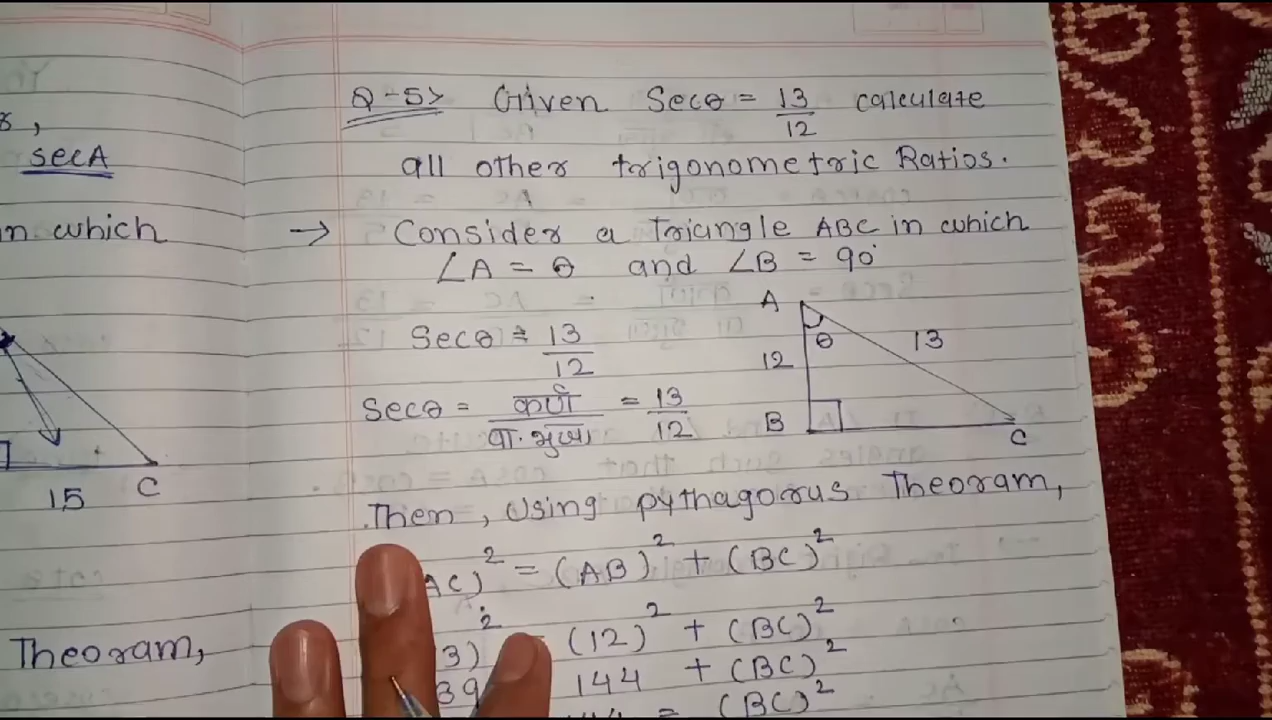 secA
in which
15 C
Theoram,
Q-5> Given Secθ = 13/12 calculate
all other trigonometric Ratios.
→ Consider a Triangle ABC in which
∠A = θ and ∠B = 90°
Secθ = 13/12
Secθ = कर्ण/पा.भुजा = 13/12
A
θ
12
13
B
C
Then, Using pythagorus Theoram,
AC)² = (AB)² + (BC)²
3)² = (12)² + (BC)²
144 + (BC)²
= (BC)²